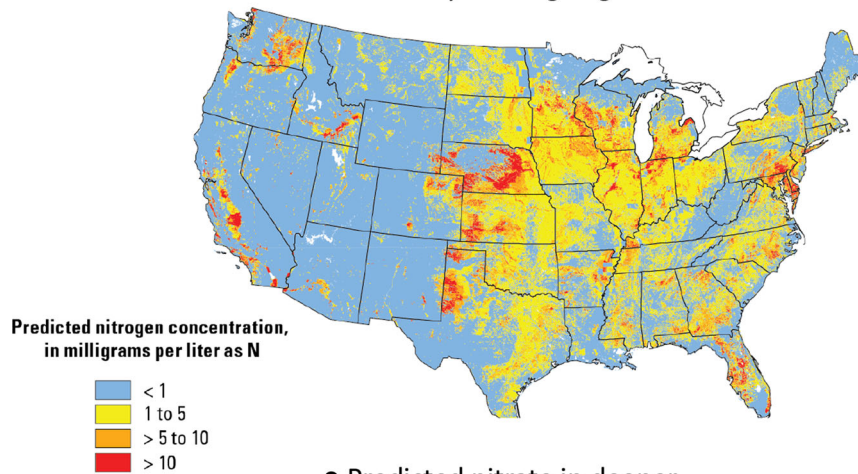 Predicted nitrogen concentration,
in milligrams per liter as N
< 1
1 to 5
> 5 to 10
> 10